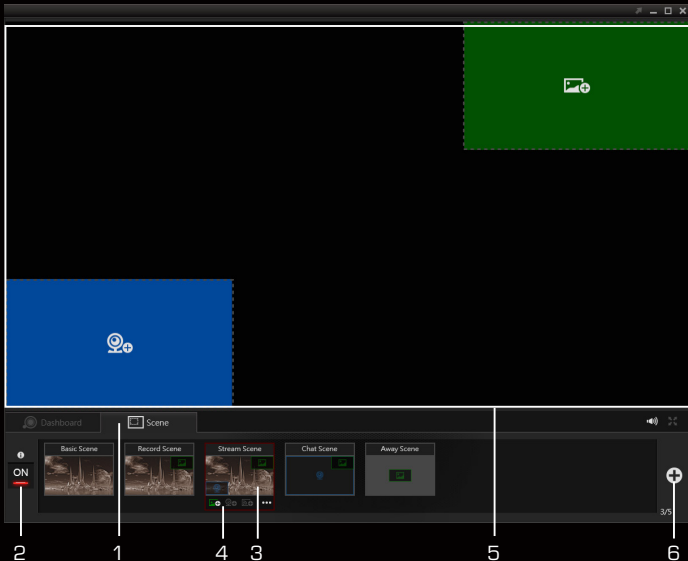 Dashboard
Scene
Basic Scene
Record Scene
Stream Scene
Chat Scene
Away Scene
ON
3/5
2
1
4
3
5
6